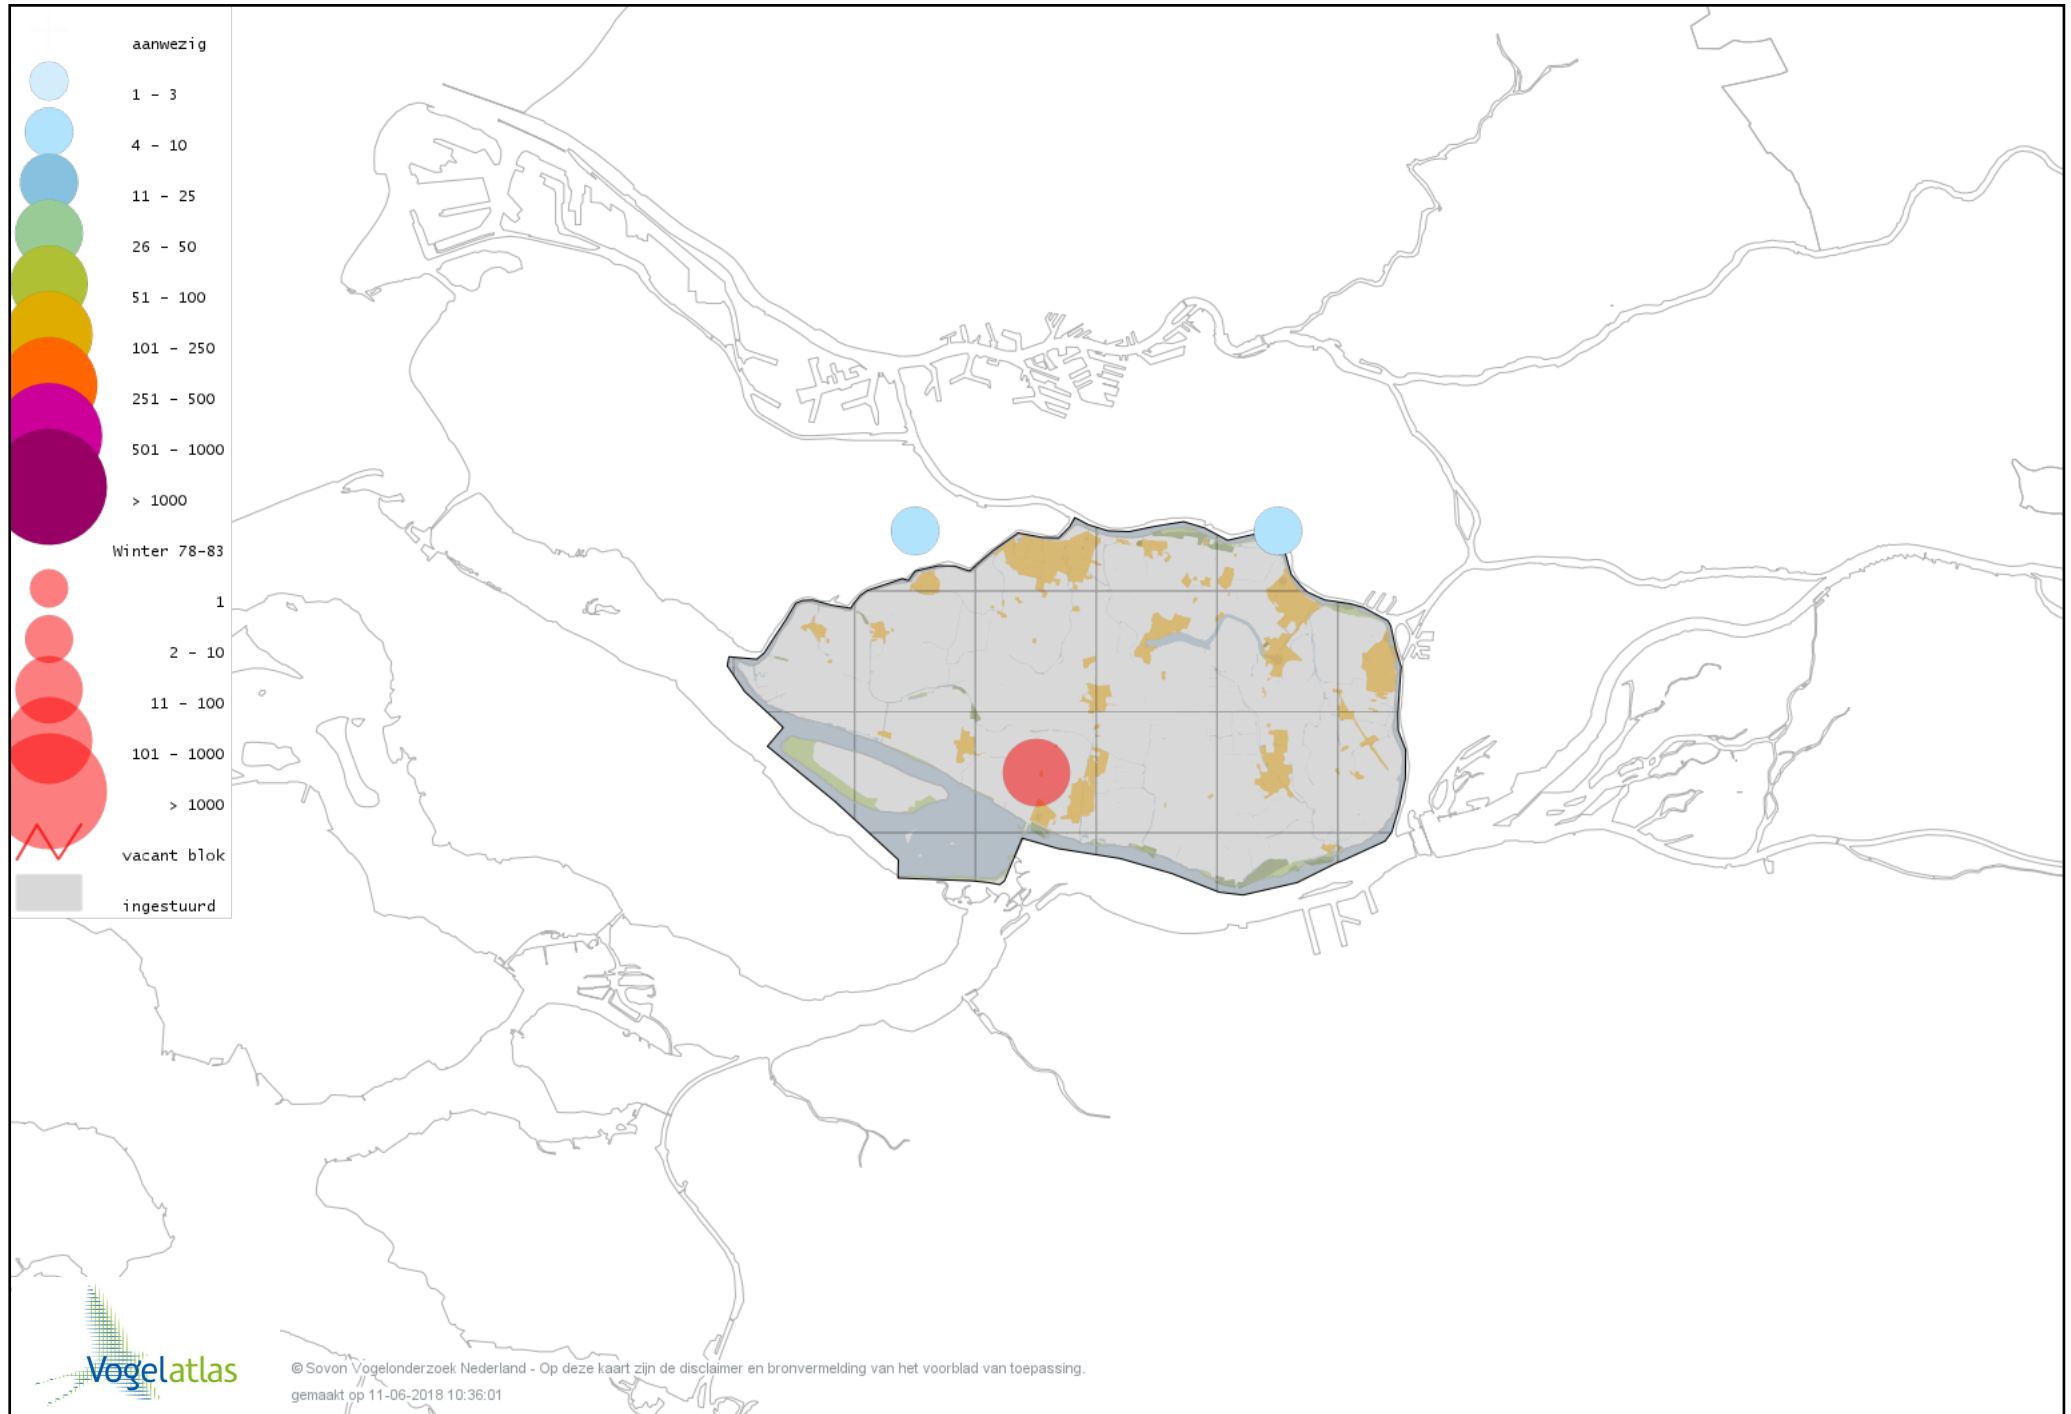 aanwezig
1 - 3
4 - 10
11 - 25
26 - 50
51 - 100
101 - 250
251 - 500
501 - 1000
> 1000
Winter 78-83
1
2 - 10
11 - 100
101 - 1000
> 1000
vacant blok
ingestuurd
Vogelatlas
© Sovon Vogelonderzoek Nederland - Op deze kaart zijn de disclaimer en bronvermelding van het voorblad van toepassing.
gemaakt op 11-06-2018 10:36:01